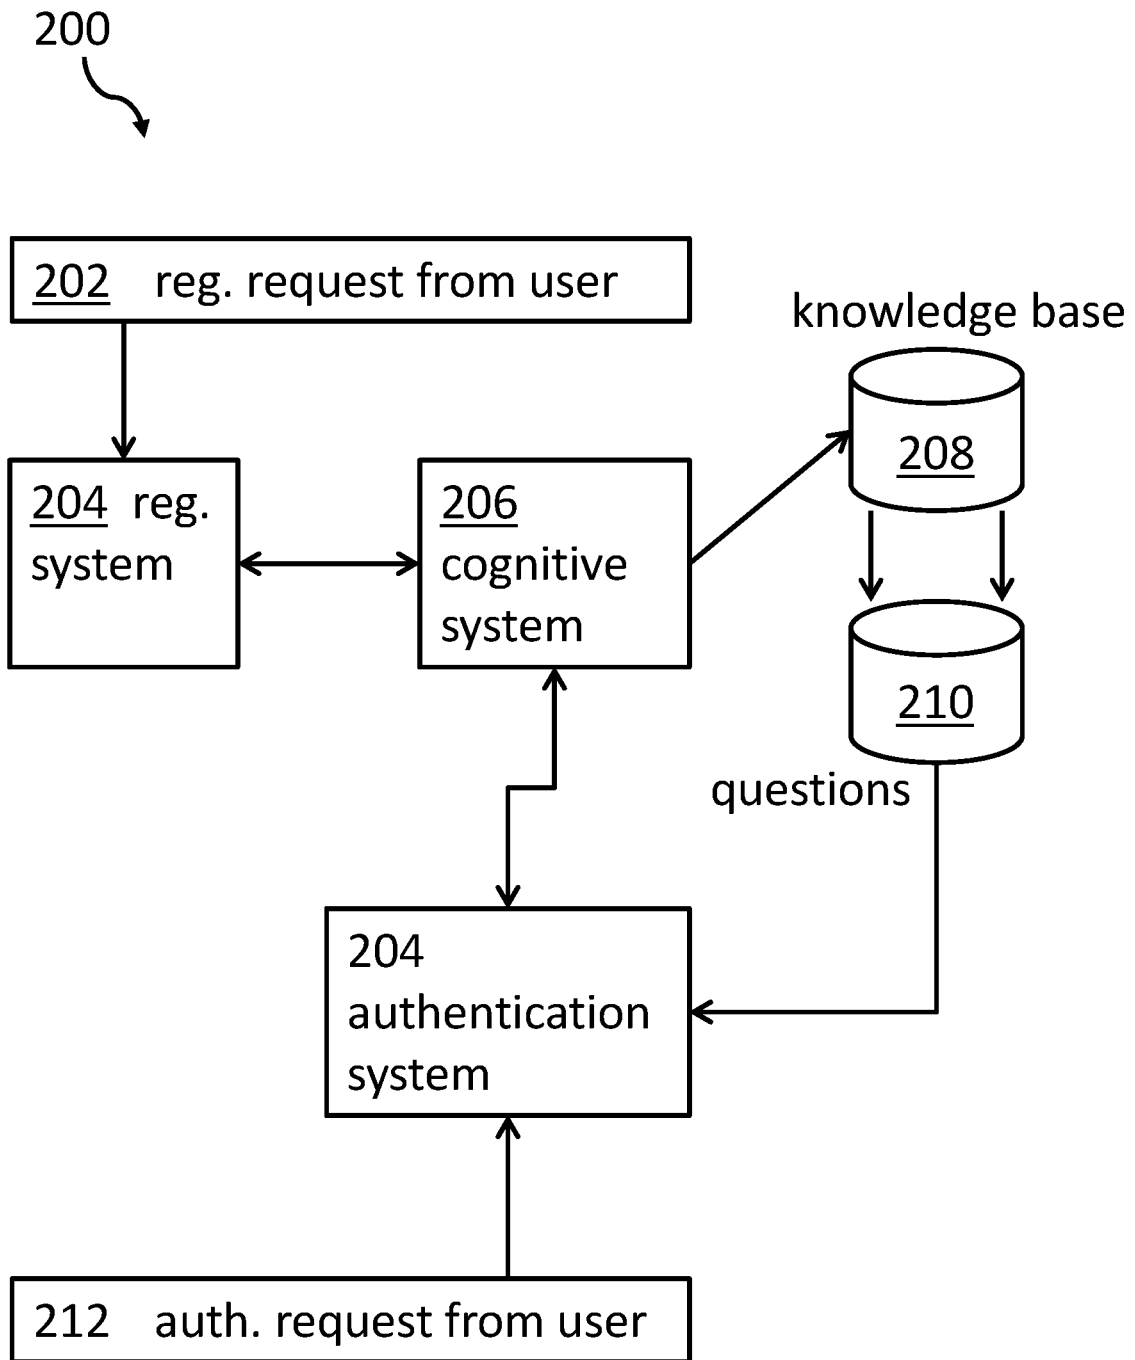 200
202 reg. request from user
knowledge base
208
204 reg.
system
206
cognitive
system
210
questions
204
authentication
system
212 auth. request from user